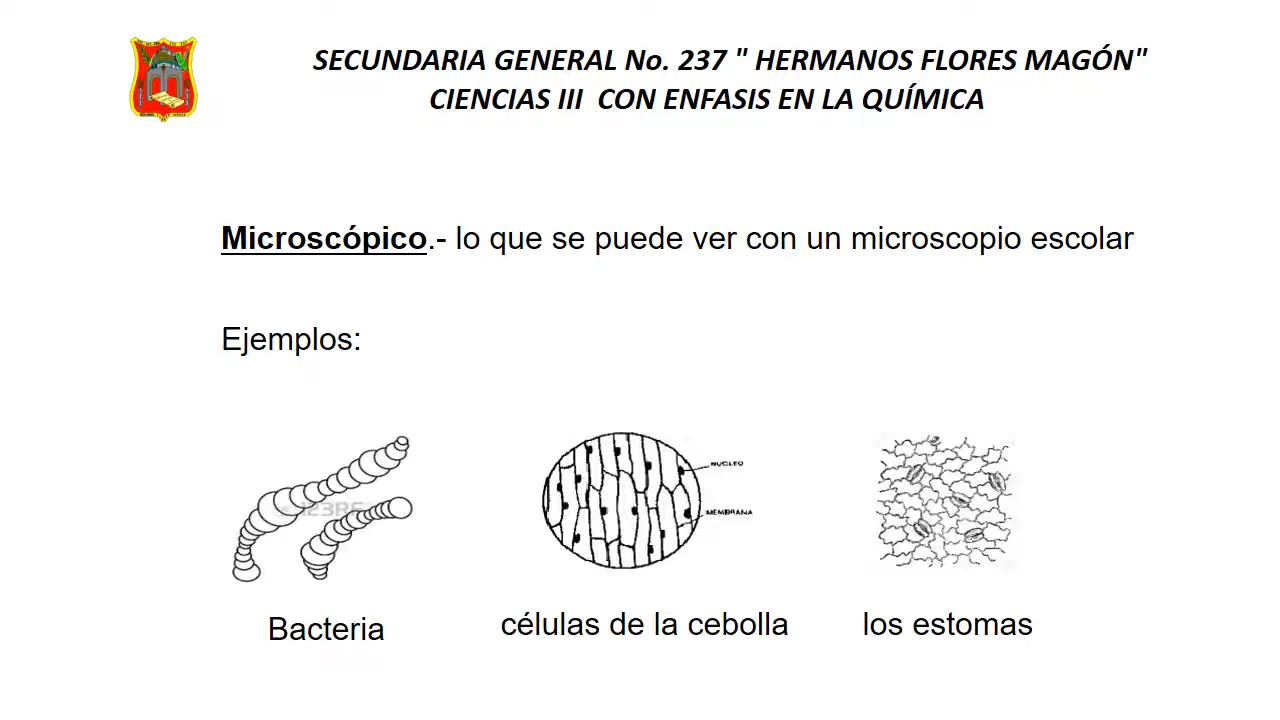 SECUNDARIA GENERAL No. 237 " HERMANOS FLORES MAGÓN"
CIENCIAS III CON ENFASIS EN LA QUÍMICA
Microscópico.- lo que se puede ver con un microscopio escolar
Ejemplos:
NUCLEO
MEMBRANA
Bacteria
células de la cebolla
los estomas